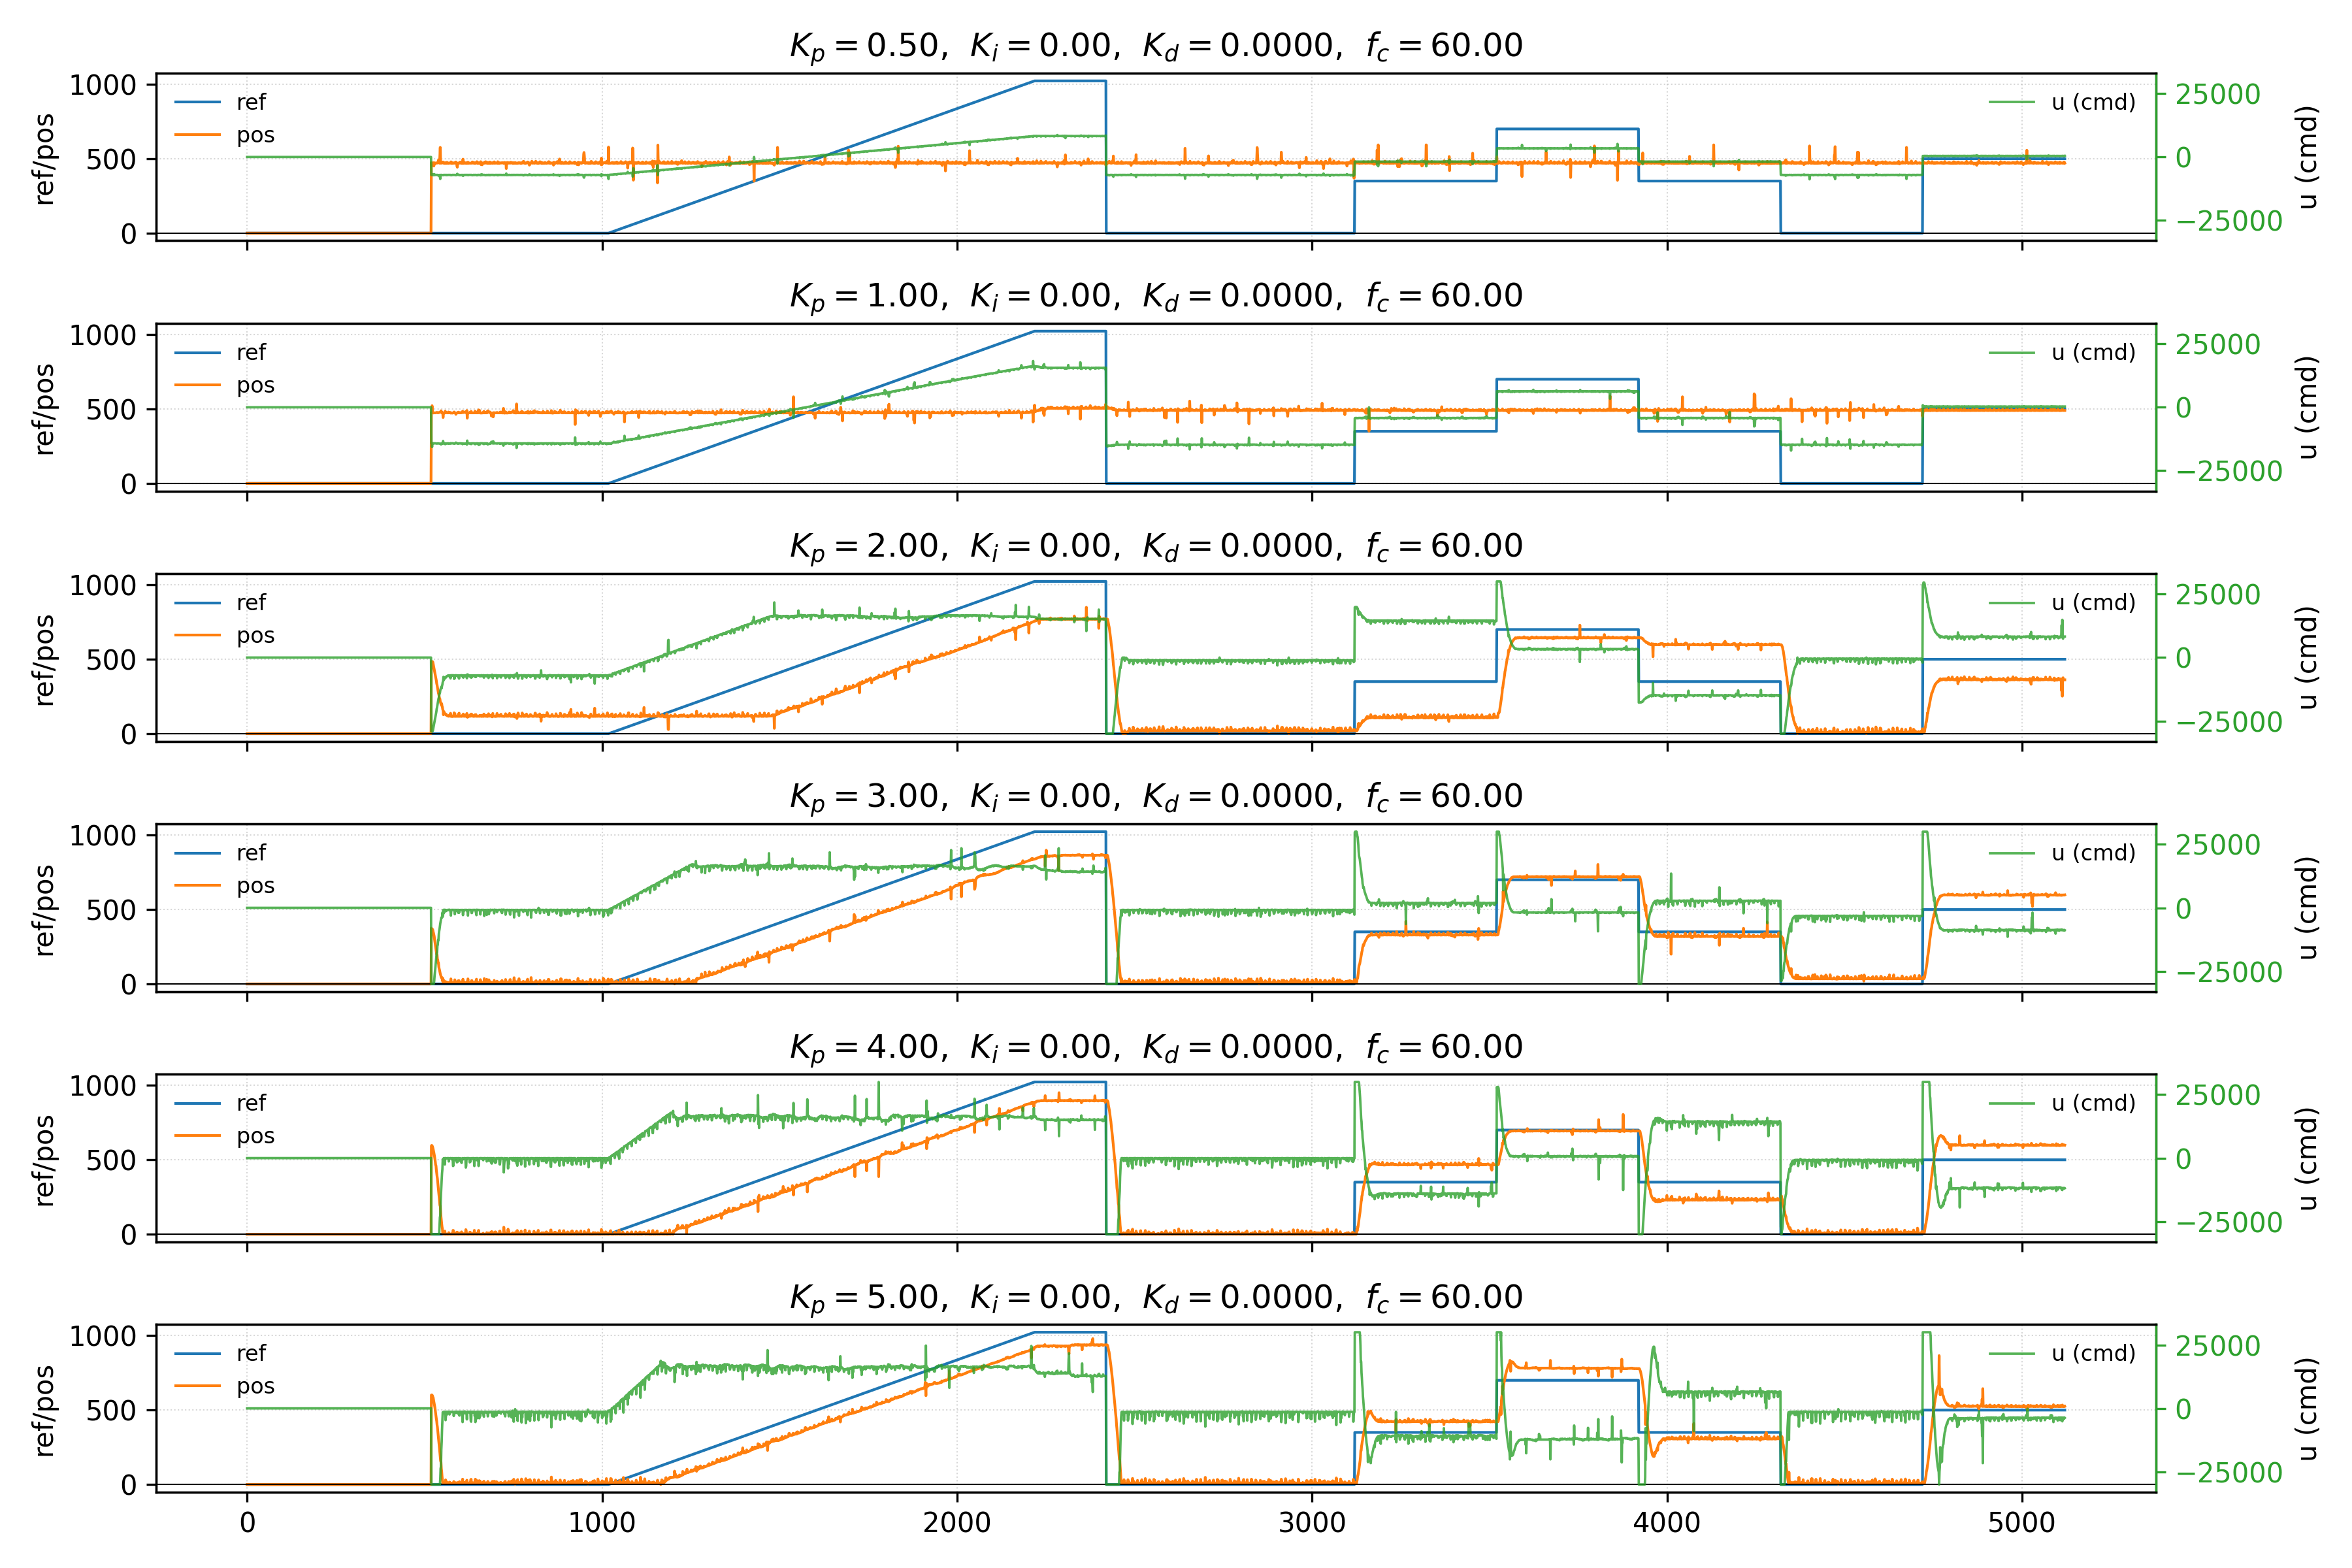 K_p = 0.50, K_i = 0.00, K_d = 0.0000, f_c = 60.00
1000
500
0
ref/pos
ref
pos
u (cmd)
25000
0
−25000
u (cmd)
K_p = 1.00, K_i = 0.00, K_d = 0.0000, f_c = 60.00
1000
500
0
ref/pos
ref
pos
u (cmd)
25000
0
−25000
u (cmd)
K_p = 2.00, K_i = 0.00, K_d = 0.0000, f_c = 60.00
1000
500
0
ref/pos
ref
pos
u (cmd)
25000
0
−25000
u (cmd)
K_p = 3.00, K_i = 0.00, K_d = 0.0000, f_c = 60.00
1000
500
0
ref/pos
ref
pos
u (cmd)
25000
0
−25000
u (cmd)
K_p = 4.00, K_i = 0.00, K_d = 0.0000, f_c = 60.00
1000
500
0
ref/pos
ref
pos
u (cmd)
25000
0
−25000
u (cmd)
K_p = 5.00, K_i = 0.00, K_d = 0.0000, f_c = 60.00
1000
500
0
ref/pos
ref
pos
u (cmd)
25000
0
−25000
u (cmd)
0 1000 2000 3000 4000 5000